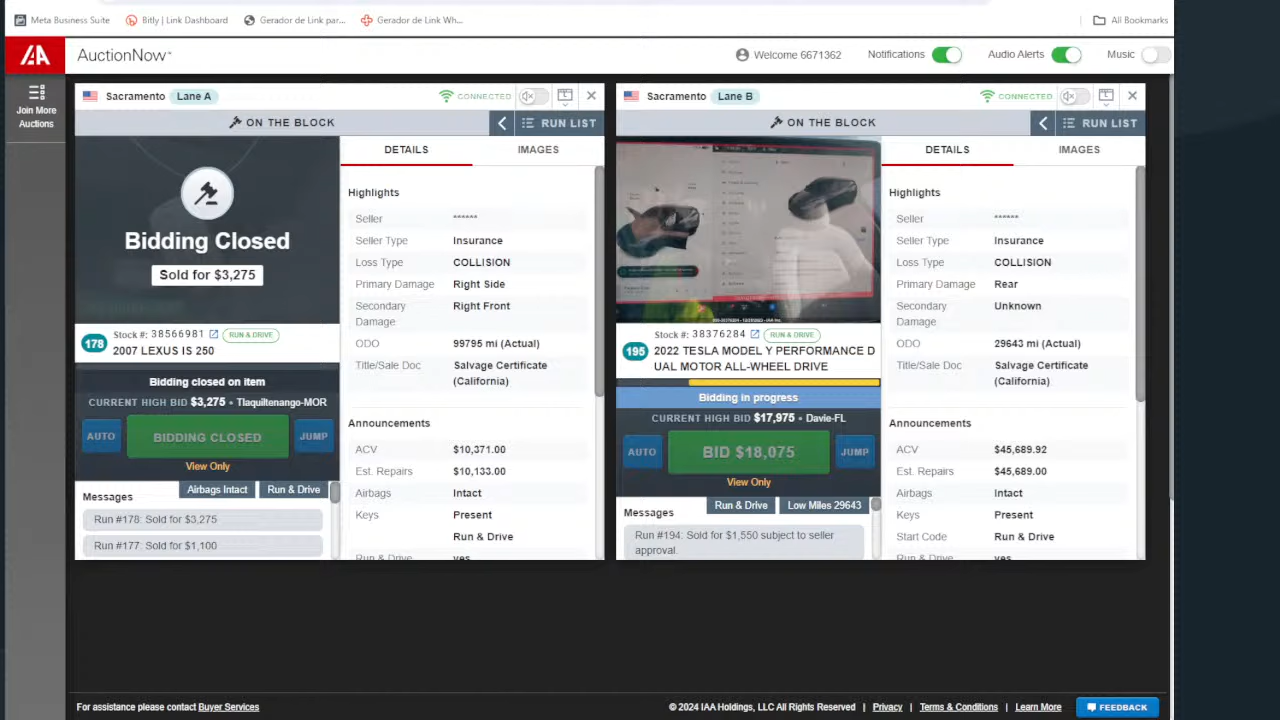 Meta Business Suite
Bitly | Link Dashboard
Gerador de Link par...
Gerador de Link Wh...
All Bookmarks
IAA
AuctionNow™
Welcome 6671362
Notifications
Audio Alerts
Music
Join More
Auctions
Sacramento Lane A
CONNECTED
ON THE BLOCK
RUN LIST
Bidding Closed
Sold for $3,275
178
Stock #: 38566981 RUN & DRIVE
2007 LEXUS IS 250
Bidding closed on item
CURRENT HIGH BID $3,275 • Tlaquiltenango-MOR
AUTO
BIDDING CLOSED
JUMP
View Only
Messages
Airbags Intact
Run & Drive
Run #178: Sold for $3,275
Run #177: Sold for $1,100
DETAILS
IMAGES
Highlights
Seller ******
Seller Type Insurance
Loss Type COLLISION
Primary Damage Right Side
Secondary Right Front
Damage
ODO 99795 mi (Actual)
Title/Sale Doc Salvage Certificate
(California)
Announcements
ACV $10,371.00
Est. Repairs $10,133.00
Airbags Intact
Keys Present
Run & Drive
Run & Drive yes
Sacramento Lane B
CONNECTED
ON THE BLOCK
RUN LIST
195
Stock #: 38376284 RUN & DRIVE
2022 TESLA MODEL Y PERFORMANCE D
UAL MOTOR ALL-WHEEL DRIVE
Bidding in progress
CURRENT HIGH BID $17,975 • Davie-FL
AUTO
BID $18,075
JUMP
View Only
Messages
Run & Drive
Low Miles 29643
Run #194: Sold for $1,550 subject to seller
approval.
DETAILS
IMAGES
Highlights
Seller ******
Seller Type Insurance
Loss Type COLLISION
Primary Damage Rear
Secondary Unknown
Damage
ODO 29643 mi (Actual)
Title/Sale Doc Salvage Certificate
(California)
Announcements
ACV $45,689.92
Est. Repairs $45,689.00
Airbags Intact
Keys Present
Start Code Run & Drive
Run & Drive yes
For assistance please contact Buyer Services
© 2024 IAA Holdings, LLC All Rights Reserved | Privacy | Terms & Conditions | Learn More
FEEDBACK